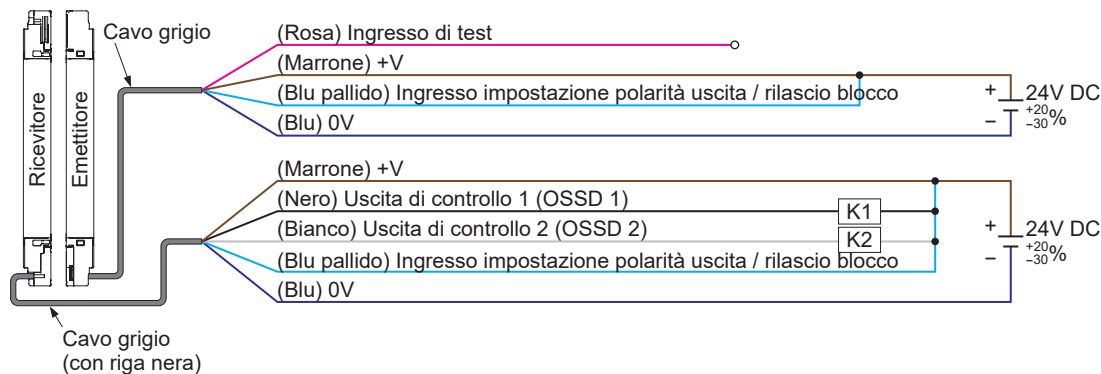 Cavo grigio
Ricevitore
Emettitore
(Rosa) Ingresso di test
(Marrone) +V
(Blu pallido) Ingresso impostazione polarità uscita / rilascio blocco
(Blu) 0V
+
−
24V DC
+20
−30%
(Marrone) +V
(Nero) Uscita di controllo 1 (OSSD 1)
K1
(Bianco) Uscita di controllo 2 (OSSD 2)
K2
(Blu pallido) Ingresso impostazione polarità uscita / rilascio blocco
(Blu) 0V
+
−
24V DC
+20
−30%
Cavo grigio
(con riga nera)